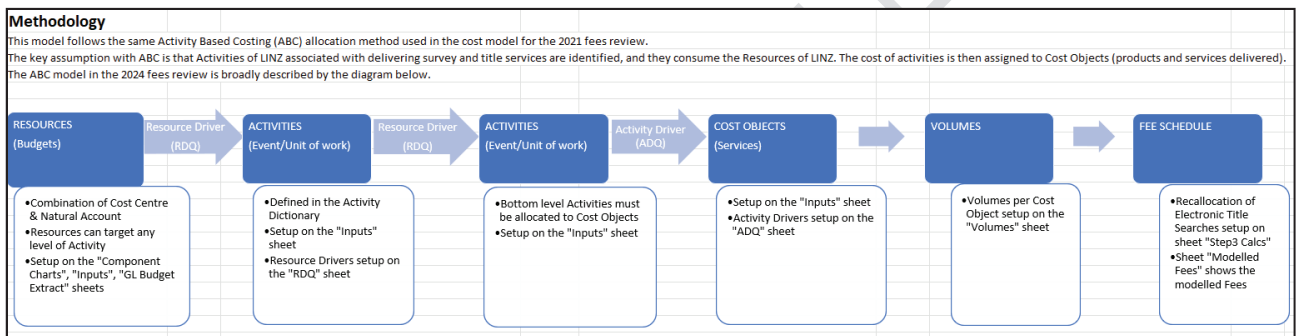 Methodology
This model follows the same Activity Based Costing (ABC) allocation method used in the cost model for the 2021 fees review.
The key assumption with ABC is that Activities of LINZ associated with delivering survey and title services are identified, and they consume the Resources of LINZ. The cost of activities is then assigned to Cost Objects (products and services delivered).
The ABC model in the 2024 fees review is broadly described by the diagram below.
RESOURCES
(Budgets)
Resource Driver
(RDQ)
ACTIVITIES
(Event/Unit of work)
Resource Driver
(RDQ)
ACTIVITIES
(Event/Unit of work)
Activity Driver
(ADQ)
COST OBJECTS
(Services)
VOLUMES
FEE SCHEDULE
•Combination of Cost Centre
& Natural Account
•Resources can target any
level of Activity
•Setup on the "Component
Charts", "Inputs", "GL Budget
Extract" sheets
•Defined in the Activity
Dictionary
•Setup on the "Inputs"
sheet
•Resource Drivers setup on
the "RDQ" sheet
•Bottom level Activities must
be allocated to Cost Objects
•Setup on the "Inputs" sheet
•Setup on the "Inputs" sheet
•Activity Drivers setup on the
"ADQ" sheet
•Volumes per Cost
Object setup on the
"Volumes" sheet
•Recallocation of
Electronic Title
Searches setup on
sheet "Step3 Calcs"
•Sheet "Modelled
Fees" shows the
modelled Fees